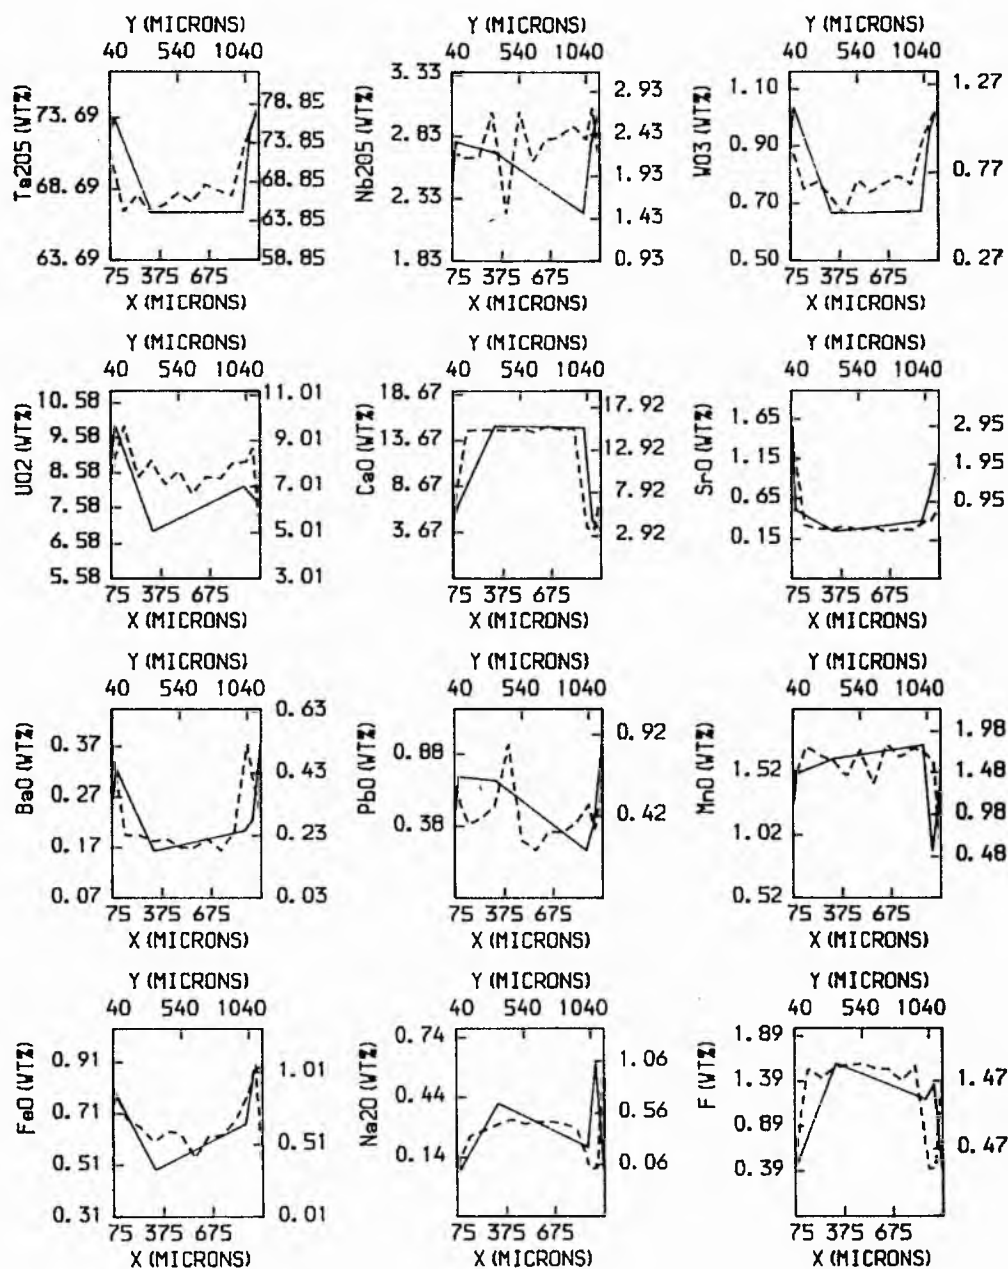 Y (MICRONS) Y (MICRONS) Y (MICRONS)
40 540 1040 40 540 1040 40 540 1040
Ta2O5 (WT%)
73.69
68.69
63.69
78.85
73.85
68.85
63.85
58.85
75 375 675
X (MICRONS)
Nb2O5 (WT%)
3.33
2.83
2.33
1.83
2.93
2.43
1.93
1.43
0.93
75 375 675
X (MICRONS)
WO3 (WT%)
1.10
0.90
0.70
0.50
1.27
0.77
0.27
75 375 675
X (MICRONS)
Y (MICRONS) Y (MICRONS) Y (MICRONS)
40 540 1040 40 540 1040 40 540 1040
UO2 (WT%)
10.58
9.58
8.58
7.58
6.58
5.58
11.01
9.01
7.01
5.01
3.01
75 375 675
X (MICRONS)
CaO (WT%)
18.67
13.67
8.67
3.67
17.92
12.92
7.92
2.92
75 375 675
X (MICRONS)
SrO (WT%)
1.65
1.15
0.65
0.15
2.95
1.95
0.95
75 375 675
X (MICRONS)
Y (MICRONS) Y (MICRONS) Y (MICRONS)
40 540 1040 40 540 1040 40 540 1040
BaO (WT%)
0.37
0.27
0.17
0.07
0.63
0.43
0.23
0.03
75 375 675
X (MICRONS)
PbO (WT%)
0.88
0.38
0.92
0.42
75 375 675
X (MICRONS)
MnO (WT%)
1.52
1.02
0.52
1.98
1.48
0.98
0.48
75 375 675
X (MICRONS)
Y (MICRONS) Y (MICRONS) Y (MICRONS)
40 540 1040 40 540 1040 40 540 1040
FeO (WT%)
0.91
0.71
0.51
0.31
1.01
0.51
0.01
75 375 675
X (MICRONS)
Na2O (WT%)
0.74
0.44
0.14
1.06
0.56
0.06
75 375 675
X (MICRONS)
F (WT%)
1.89
1.39
0.89
0.39
1.47
0.47
75 375 675
X (MICRONS)